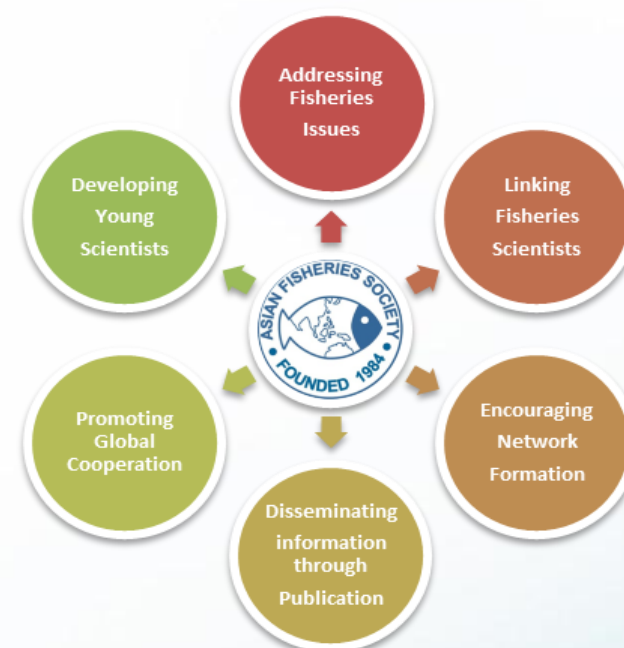 Addressing
Fisheries
Issues
Linking
Fisheries
Scientists
Encouraging
Network
Formation
Disseminating
information
through
Publication
Promoting
Global
Cooperation
Developing
Young
Scientists
ASIAN FISHERIES SOCIETY
• FOUNDED 1984 •